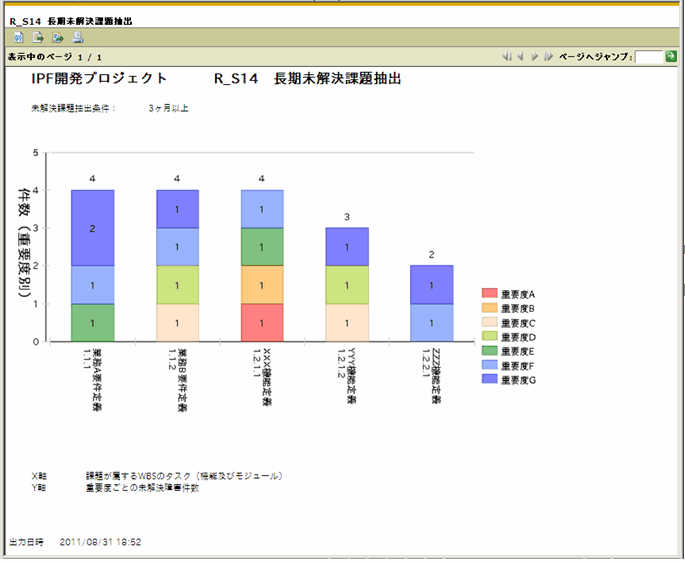 R_S14 長期未解決課題抽出
表示中のページ 1 / 1
ページへジャンプ:
IPF開発プロジェクト R_S14 長期未解決課題抽出
未解決課題抽出条件: 3ヶ月以上
件数(重要度別)
5
4
3
2
1
0
4
2
1
1
4
1
1
1
1
4
1
1
1
1
3
1
1
1
2
1
1
業務A要件定義
1.1.1
業務B要件定義
1.1.2
XXX機能定義
1.2.1.1
YYY機能定義
1.2.1.2
ZZZ機能定義
1.2.2.1
重要度A
重要度B
重要度C
重要度D
重要度E
重要度F
重要度G
X軸 課題が属するWBSのタスク(機能及びモジュール)
Y軸 重要度ごとの未解決障害件数
出力日時 2011/08/31 18:52